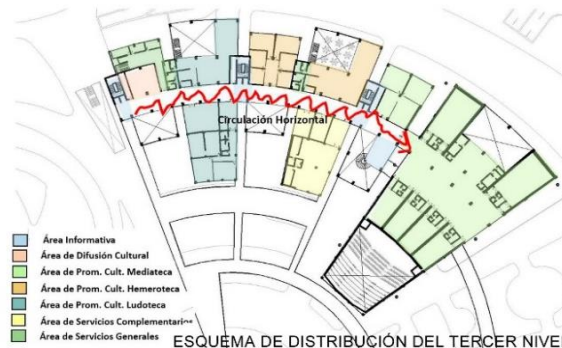 Circulación Horizontal
Área Informativa
Área de Difusión Cultural
Área de Prom. Cult. Mediateca
Área de Prom. Cult. Hemeroteca
Área de Prom. Cult. Ludoteca
Área de Servicios Complementarios
Área de Servicios Generales
ESQUEMA DE DISTRIBUCIÓN DEL TERCER NIVE